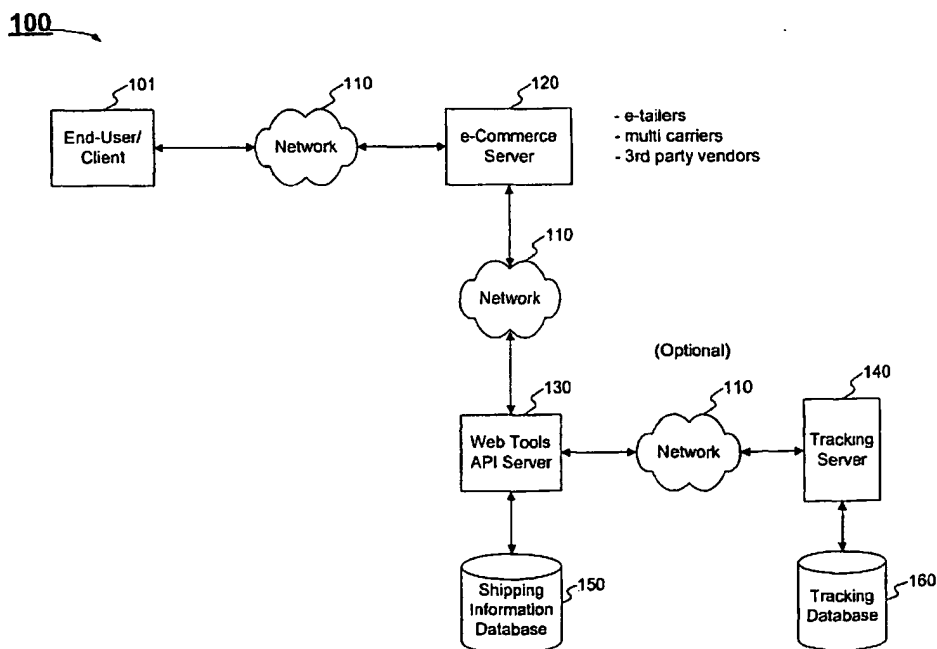 100
101
110
120
End-User/
Client
Network
e-Commerce
Server
- e-tailers
- multi carriers
- 3rd party vendors
110
Network
(Optional)
130
110
140
Web Tools
API Server
Network
Tracking
Server
Shipping
Information
Database
150
Tracking
Database
160